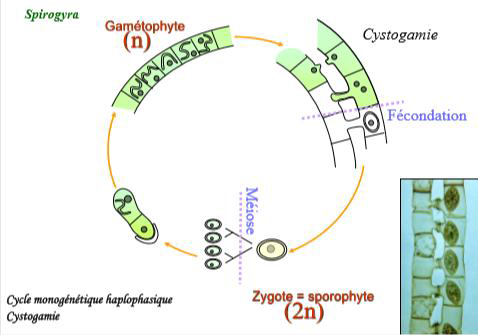 Spirogyra
Gamétophyte
(n)
Cystogamie
Fécondation
Méiose
Zygote = sporophyte
(2n)
Cycle monogénétique haplophasique
Cystogamie